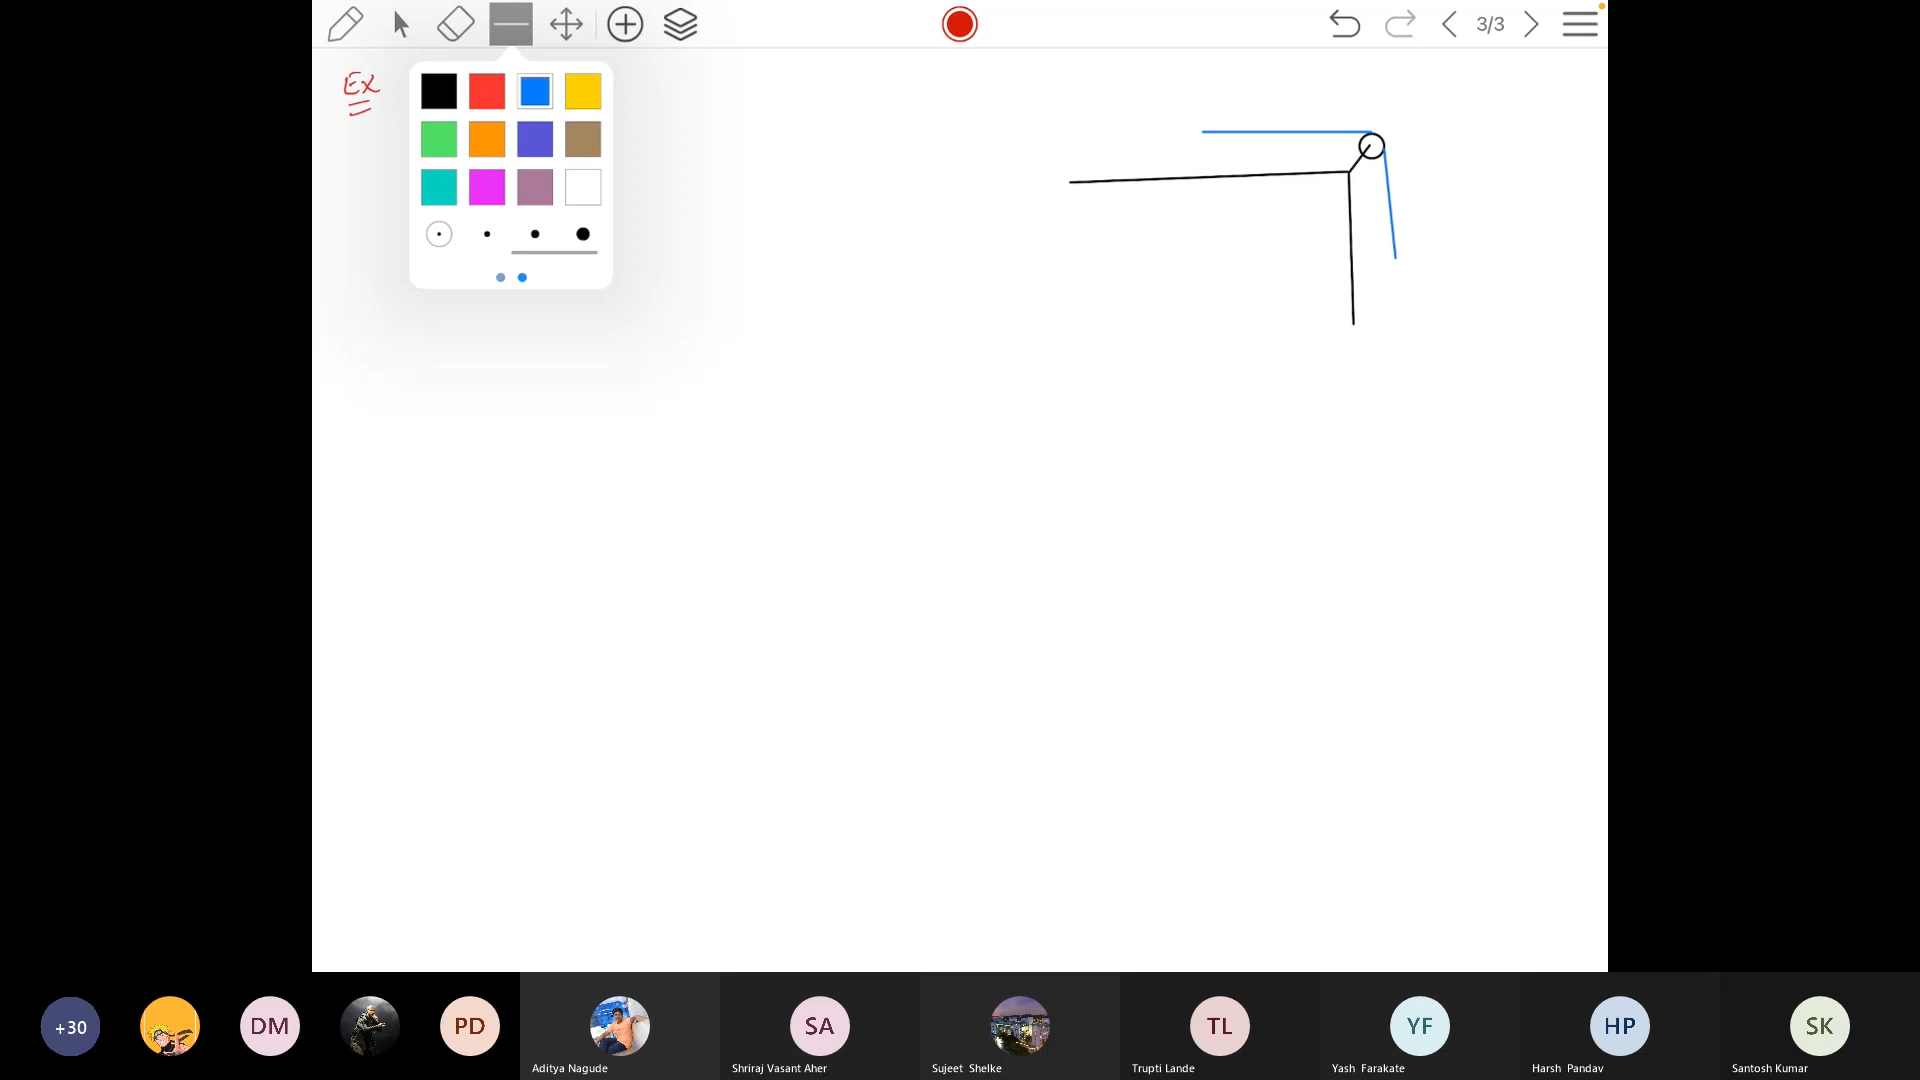 3/3
EX
+30
DM
PD
SA
TL
YF
HP
SK
Aditya Nagude
Shriraj Vasant Aher
Sujeet Shelke
Trupti Lande
Yash Farakate
Harsh Pandav
Santosh Kumar